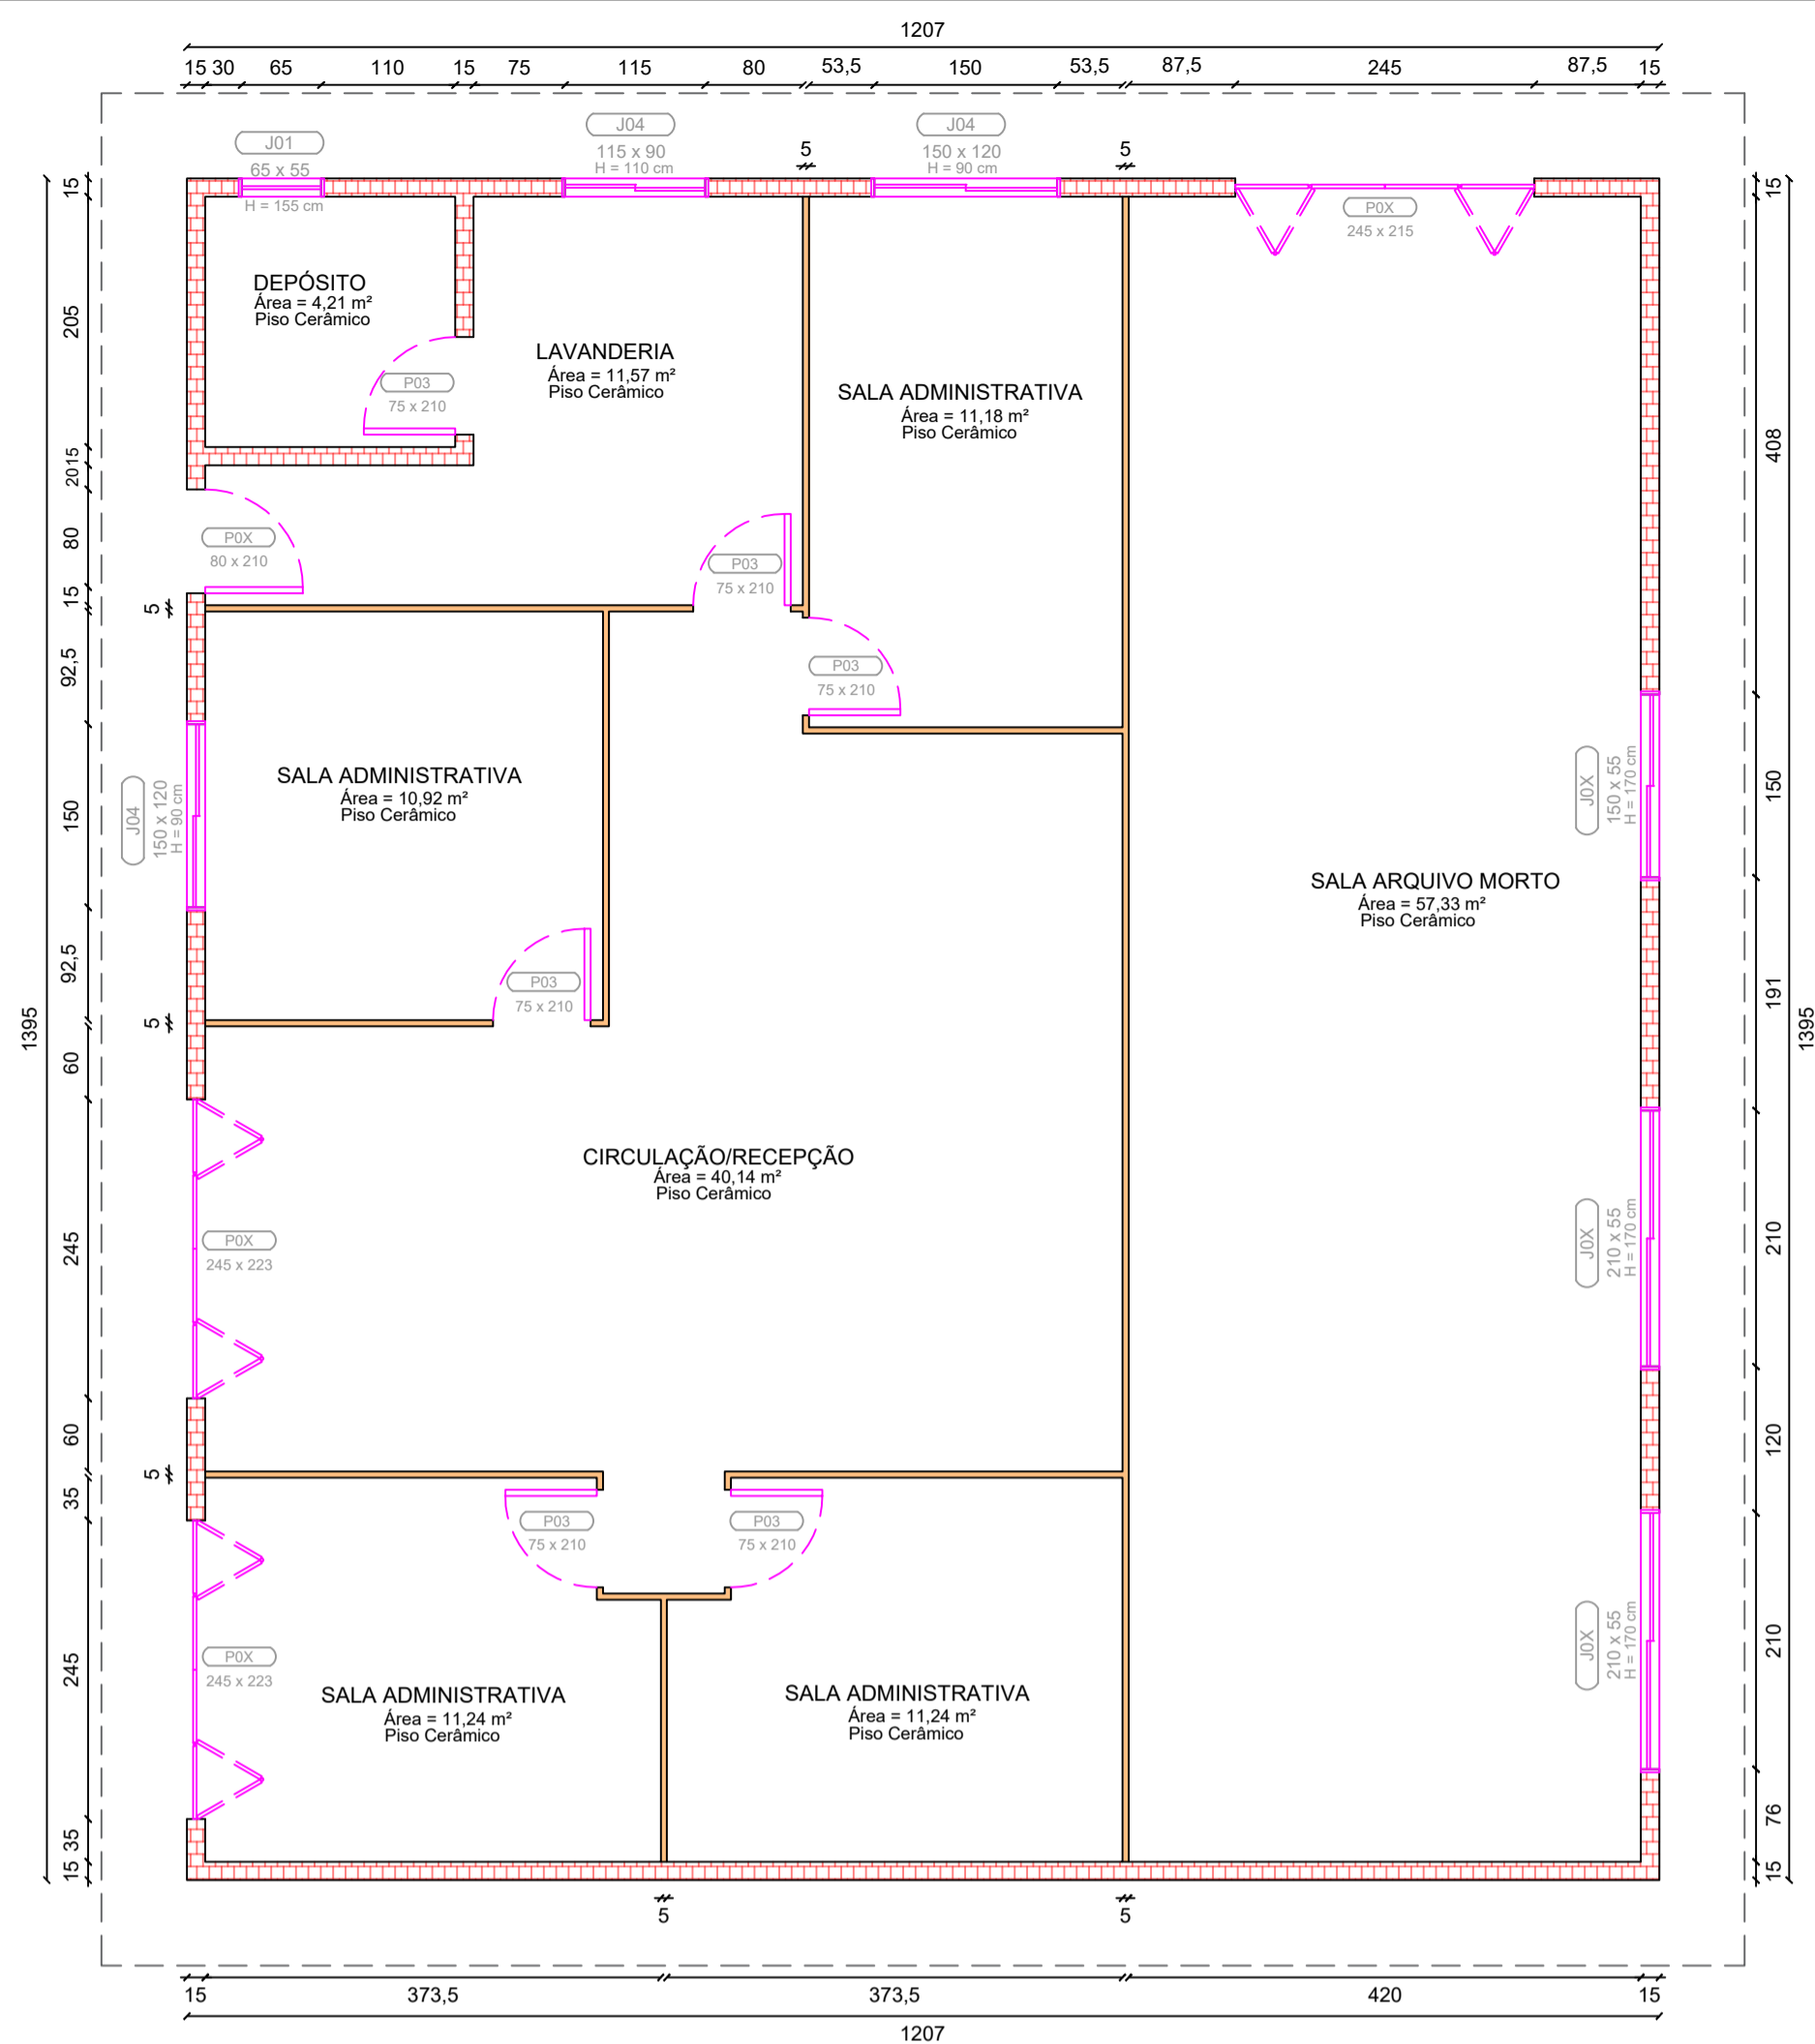 1207
15 30 65 110 15 75 115 80 53,5 150 53,5 87,5 245 87,5 15
J01
65 x 55
H = 155 cm
J04
115 x 90
H = 110 cm
J04
150 x 120
H = 90 cm
5
5
P0X
245 x 215
DEPÓSITO
Área = 4,21 m²
Piso Cerâmico
P03
75 x 210
LAVANDERIA
Área = 11,57 m²
Piso Cerâmico
SALA ADMINISTRATIVA
Área = 11,18 m²
Piso Cerâmico
P0X
80 x 210
P03
75 x 210
P03
75 x 210
SALA ADMINISTRATIVA
Área = 10,92 m²
Piso Cerâmico
J04
150 x 120
H = 90 cm
P03
75 x 210
SALA ARQUIVO MORTO
Área = 57,33 m²
Piso Cerâmico
J0X
150 x 55
H = 170 cm
CIRCULAÇÃO/RECEPÇÃO
Área = 40,14 m²
Piso Cerâmico
P0X
245 x 223
J0X
210 x 55
H = 170 cm
P03
75 x 210
P03
75 x 210
P0X
245 x 223
SALA ADMINISTRATIVA
Área = 11,24 m²
Piso Cerâmico
SALA ADMINISTRATIVA
Área = 11,24 m²
Piso Cerâmico
J0X
210 x 55
H = 170 cm
15
205
15
20
80
15
5
92,5
150
92,5
5
60
245
60
5
35
245
35
15
1395
15
408
150
191
210
120
210
76
15
1395
5
5
15 373,5 373,5 420 15
1207